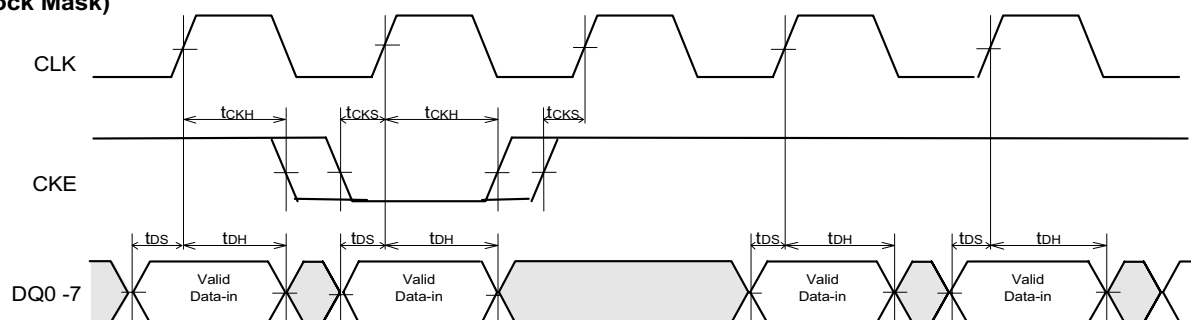 ock Mask)
CLK
tCKH tCKS tCKH tCKS
CKE
tDS tDH tDS tDH tDS tDH tDS tDH
DQ0 -7
Valid
Data-in
Valid
Data-in
Valid
Data-in
Valid
Data-in